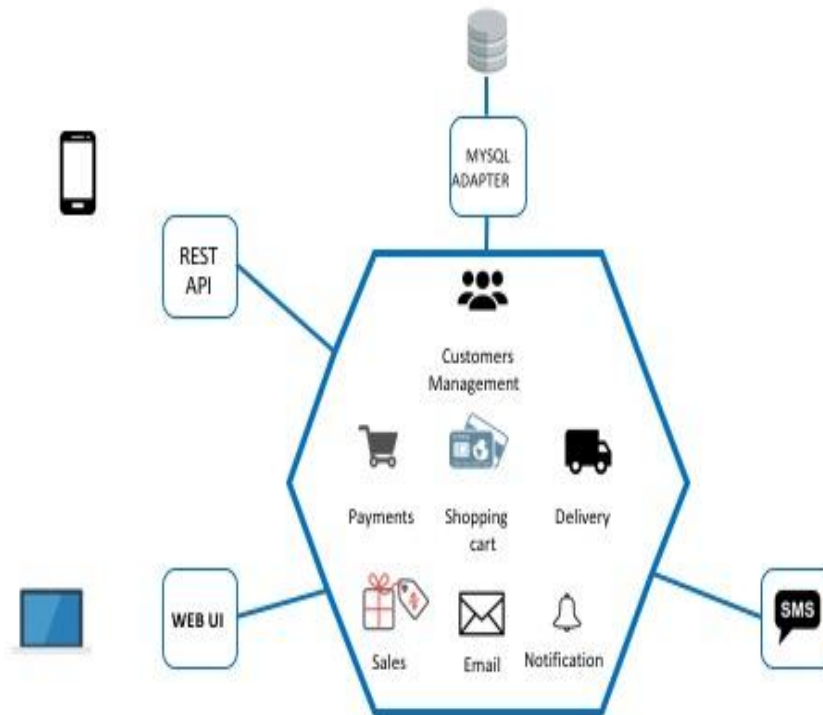 MYSQL
ADAPTER
REST
API
Customers
Management
Payments
Shopping
cart
Delivery
WEB UI
SMS
Sales
Email
Notification